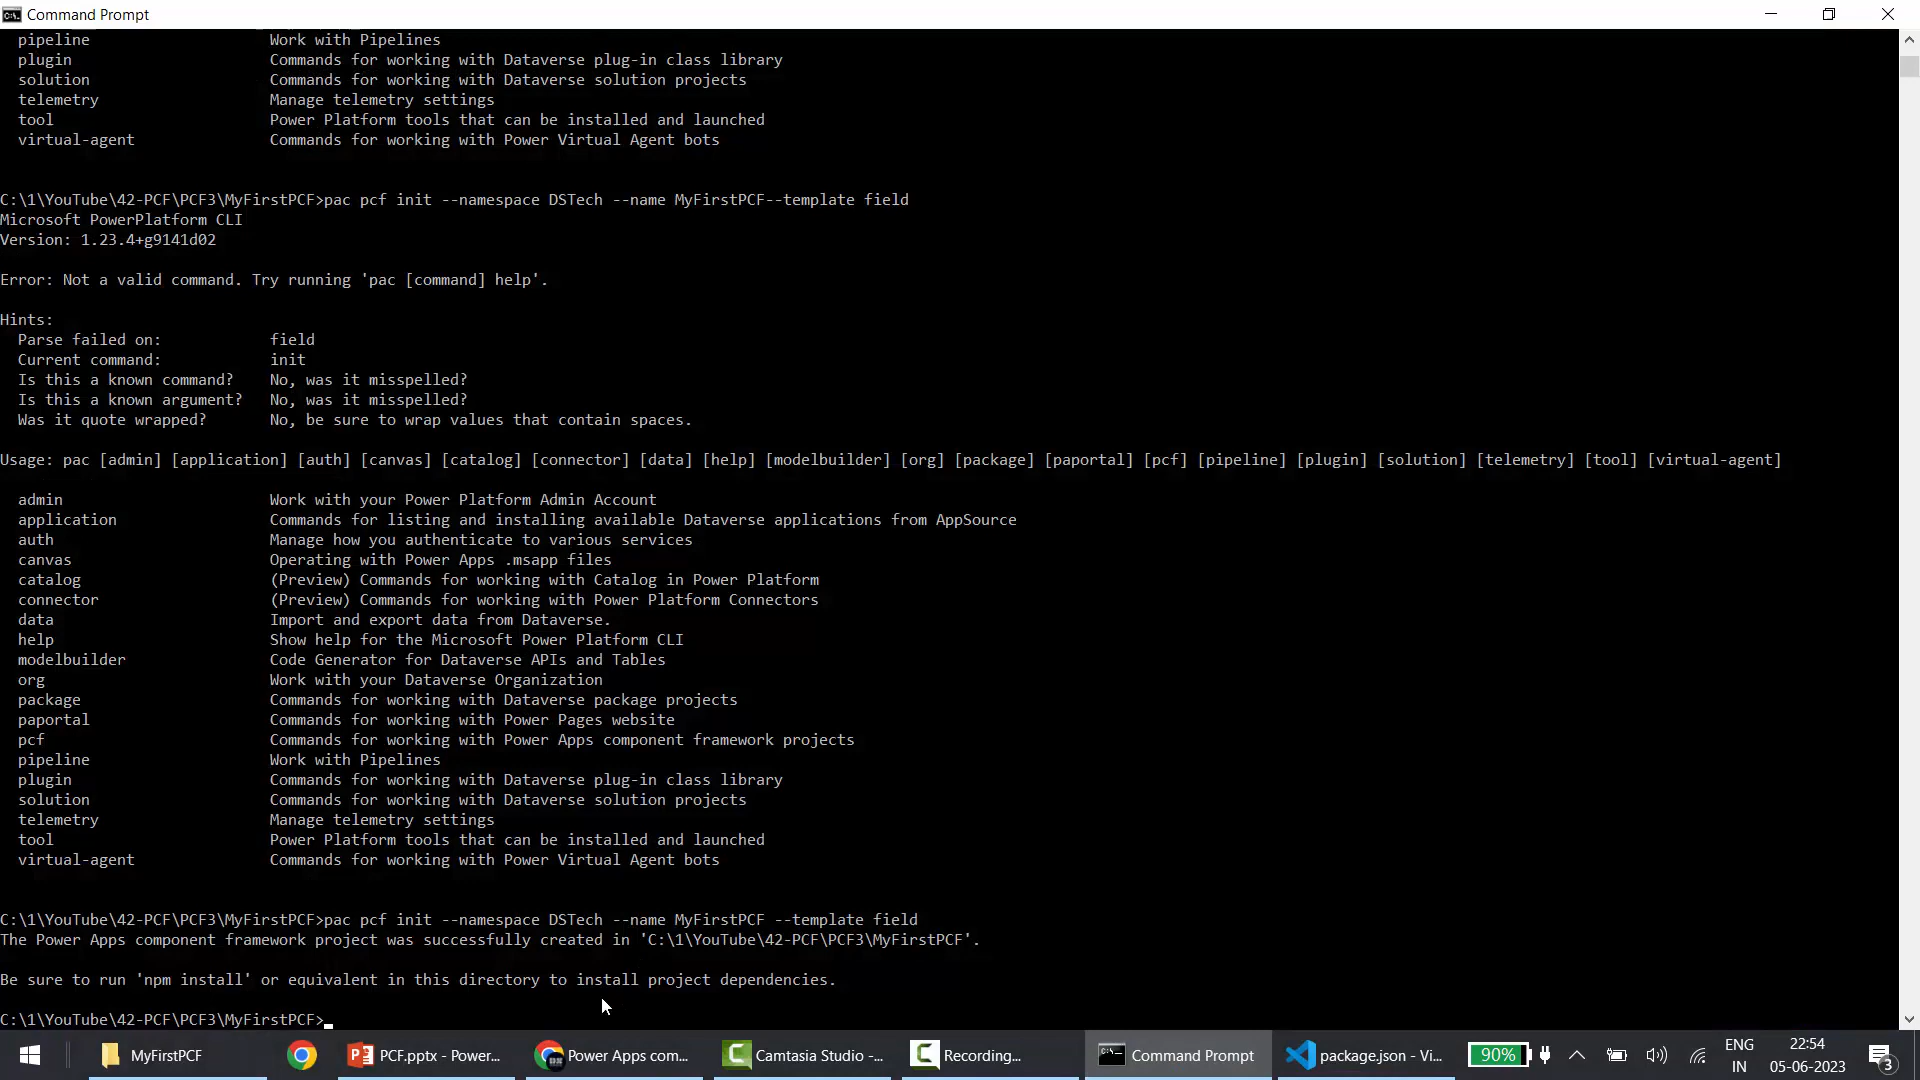 Command Prompt
pipeline Work with Pipelines
plugin Commands for working with Dataverse plug-in class library
solution Commands for working with Dataverse solution projects
telemetry Manage telemetry settings
tool Power Platform tools that can be installed and launched
virtual-agent Commands for working with Power Virtual Agent bots
C:\1\YouTube\42-PCF\PCF3\MyFirstPCF>pac pcf init --namespace DSTech --name MyFirstPCF--template field
Microsoft PowerPlatform CLI
Version: 1.23.4+g9141d02
Error: Not a valid command. Try running 'pac [command] help'.
Hints:
Parse failed on: field
Current command: init
Is this a known command? No, was it misspelled?
Is this a known argument? No, was it misspelled?
Was it quote wrapped? No, be sure to wrap values that contain spaces.
Usage: pac [admin] [application] [auth] [canvas] [catalog] [connector] [data] [help] [modelbuilder] [org] [package] [paportal] [pcf] [pipeline] [plugin] [solution] [telemetry] [tool] [virtual-agent]
admin Work with your Power Platform Admin Account
application Commands for listing and installing available Dataverse applications from AppSource
auth Manage how you authenticate to various services
canvas Operating with Power Apps .msapp files
catalog (Preview) Commands for working with Catalog in Power Platform
connector (Preview) Commands for working with Power Platform Connectors
data Import and export data from Dataverse.
help Show help for the Microsoft Power Platform CLI
modelbuilder Code Generator for Dataverse APIs and Tables
org Work with your Dataverse Organization
package Commands for working with Dataverse package projects
paportal Commands for working with Power Pages website
pcf Commands for working with Power Apps component framework projects
pipeline Work with Pipelines
plugin Commands for working with Dataverse plug-in class library
solution Commands for working with Dataverse solution projects
telemetry Manage telemetry settings
tool Power Platform tools that can be installed and launched
virtual-agent Commands for working with Power Virtual Agent bots
C:\1\YouTube\42-PCF\PCF3\MyFirstPCF>pac pcf init --namespace DSTech --name MyFirstPCF --template field
The Power Apps component framework project was successfully created in 'C:\1\YouTube\42-PCF\PCF3\MyFirstPCF'.
Be sure to run 'npm install' or equivalent in this directory to install project dependencies.
C:\1\YouTube\42-PCF\PCF3\MyFirstPCF>
MyFirstPCF PCF.pptx - Power... Power Apps com... Camtasia Studio -... Recording... Command Prompt package.json - Vi... 90% ENG 22:54
IN 05-06-2023 3